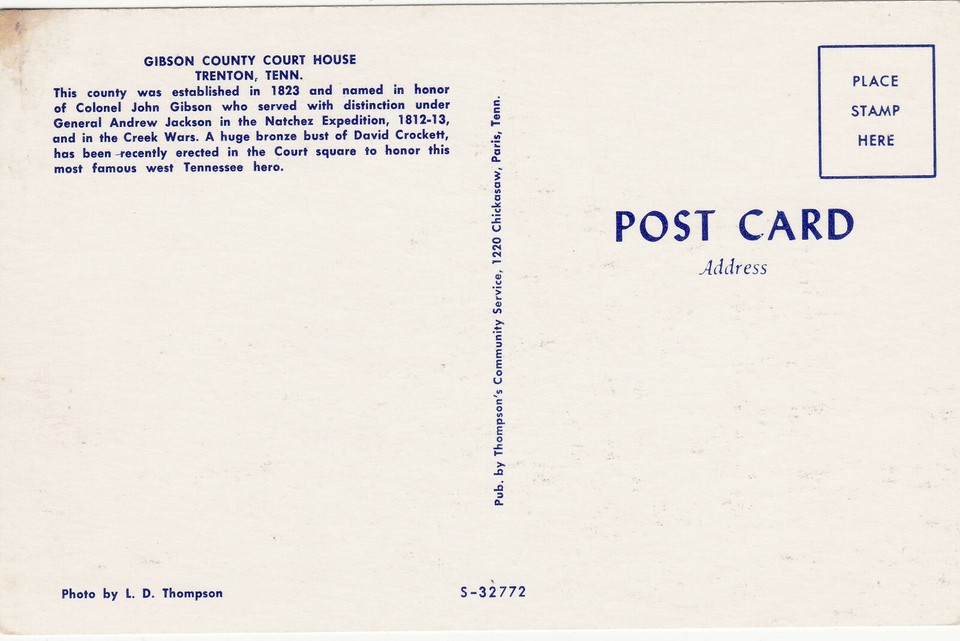 GIBSON COUNTY COURT HOUSE
TRENTON, TENN.
This county was established in 1823 and named in honor
of Colonel John Gibson who served with distinction under
General Andrew Jackson in the Natchez Expedition, 1812-13,
and in the Creek Wars. A huge bronze bust of David Crockett,
has been recently erected in the Court square to honor this
most famous west Tennessee hero.
Photo by L. D. Thompson
Pub. by Thompson's Community Service, 1220 Chickasaw, Paris, Tenn.
S-32772
PLACE
STAMP
HERE
POST CARD
Address